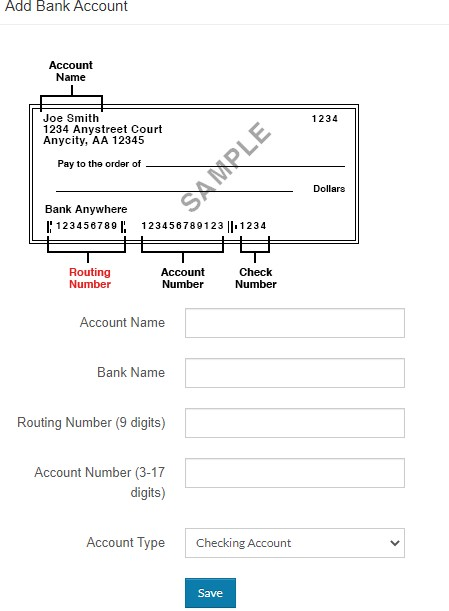 Add Bank Account
Account
Name
Joe Smith
1234 Anystreet Court
Anycity, AA 12345
1234
Pay to the order of
SAMPLE
Dollars
Bank Anywhere
123456789 123456789123 1234
Routing
Number
Account
Number
Check
Number
Account Name
Bank Name
Routing Number (9 digits)
Account Number (3-17
digits)
Account Type
Checking Account
Save